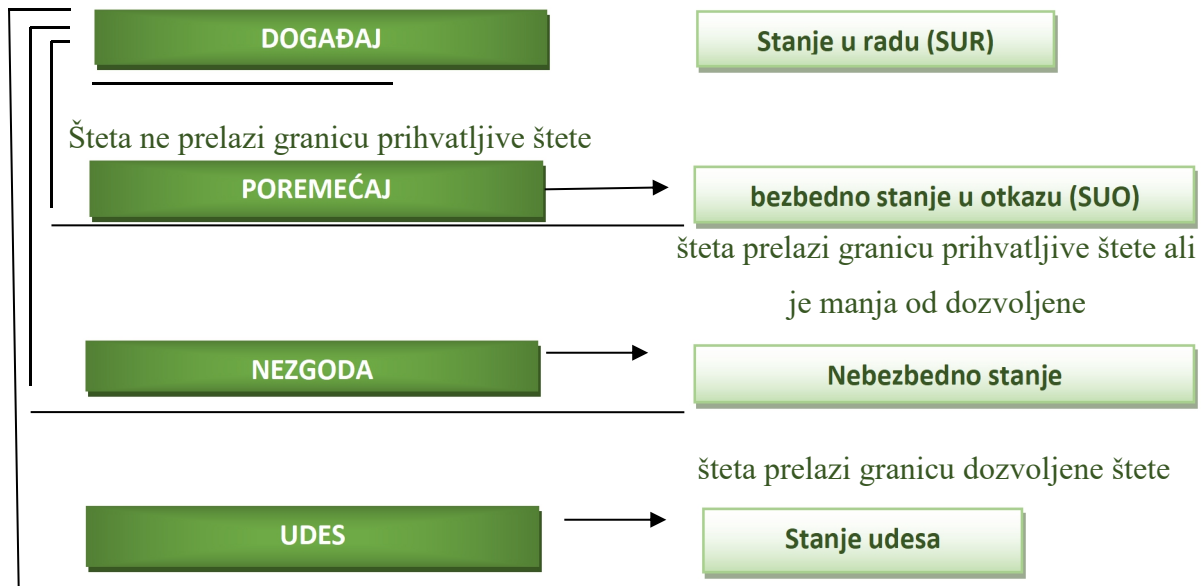 DOGAĐAJ
Stanje u radu (SUR)
Šteta ne prelazi granicu prihvatljive štete
POREMEĆAJ
bezbedno stanje u otkazu (SUO)
šteta prelazi granicu prihvatljive štete ali
je manja od dozvoljene
NEZGODA
Nebezbedno stanje
šteta prelazi granicu dozvoljene štete
UDES
Stanje udesa